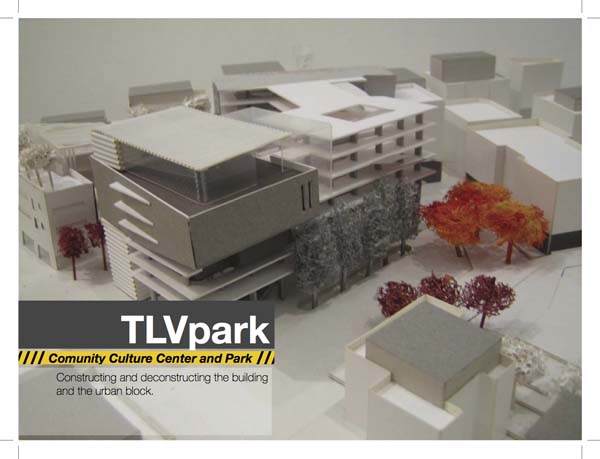 TLVpark
//// Comunity Culture Center and Park ///
Constructing and deconstructing the building
and the urban block.